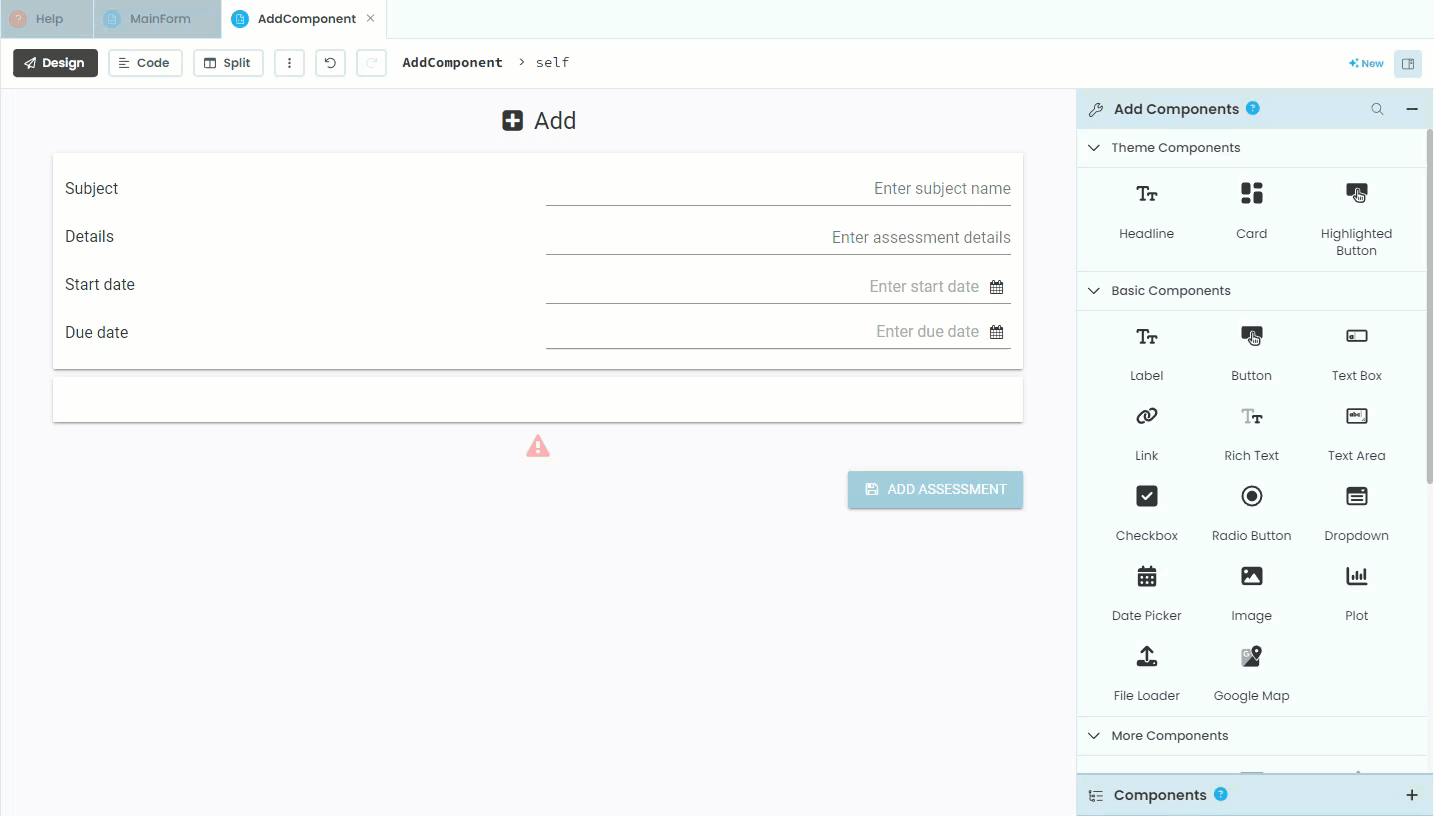 Help MainForm AddComponent
Design Code Split AddComponent > self New
Add
Subject Enter subject name
Details Enter assessment details
Start date Enter start date
Due date Enter due date
ADD ASSESSMENT
Add Components ?
Theme Components
Headline Card Highlighted
Button
Basic Components
Label Button Text Box
Link Rich Text Text Area
Checkbox Radio Button Dropdown
Date Picker Image Plot
File Loader Google Map
More Components
Components ?